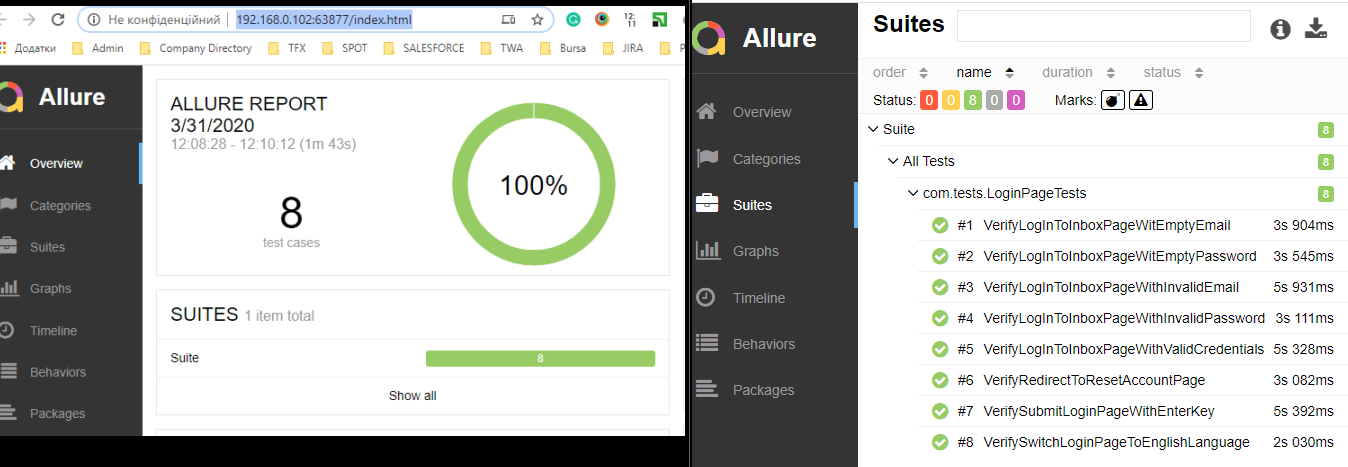 Не конфіденційний 192.168.0.102:63877/index.html 12: 11
Додатки Admin Company Directory TFX SPOT SALESFORCE TWA Bursa JIRA
Allure
Overview
Categories
Suites
Graphs
Timeline
Behaviors
Packages
ALLURE REPORT
3/31/2020
12:08:28 - 12:10:12 (1m 43s)
8
test cases
100%
SUITES 1 item total
Suite 8
Show all
Allure
Overview
Categories
Suites
Graphs
Timeline
Behaviors
Packages
Suites
order name duration status
Status: 0 0 8 0 0 Marks:
Suite 8
All Tests 8
com.tests.LoginPageTests 8
#1 VerifyLogInToInboxPageWitEmptyEmail 3s 904ms
#2 VerifyLogInToInboxPageWitEmptyPassword 3s 545ms
#3 VerifyLogInToInboxPageWithInvalidEmail 5s 931ms
#4 VerifyLogInToInboxPageWithInvalidPassword 3s 111ms
#5 VerifyLogInToInboxPageWithValidCredentials 5s 328ms
#6 VerifyRedirectToResetAccountPage 3s 082ms
#7 VerifySubmitLoginPageWithEnterKey 5s 392ms
#8 VerifySwitchLoginPageToEnglishLanguage 2s 030ms